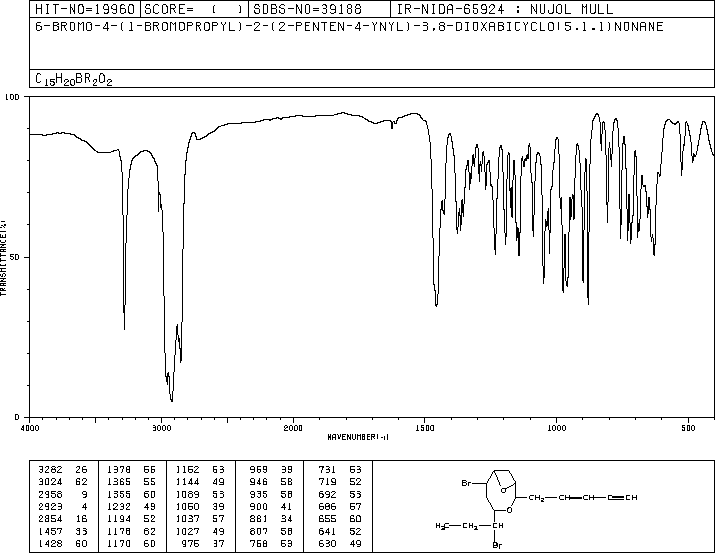 HIT-NO=19960 SCORE= ( ) SDBS-NO=39188 IR-NIDA-65924 : NUJOL MULL
6-BROMO-4-(1-BROMOPROPYL)-2-(2-PENTEN-4-YNYL)-3,8-DIOXABICYCLO(5.1.1)NONANE
C15H20BR2O2
100
50
0
TRANSMITTANCE(%)
4000 3000 2000 1500 1000 500
WAVENUMBER(-1)
3282 26 1378 56 1162 63 969 39 731 53
3024 62 1365 55 1144 49 946 58 719 52
2958 9 1355 60 1089 53 935 58 692 53
2923 4 1232 49 1050 39 900 41 686 57
2854 16 1194 52 1037 57 881 34 655 60
1457 33 1178 62 1027 49 807 58 641 52
1428 60 1170 60 976 37 758 53 630 49
Br
O
CH2 CH CH CH
O
H3C CH2 CH
Br